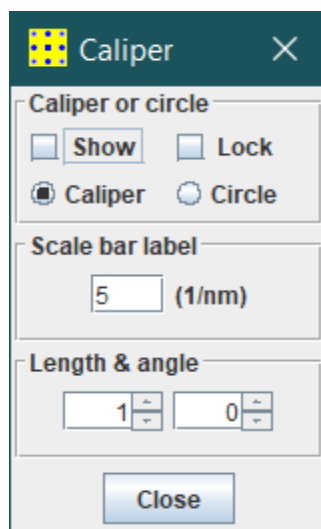 Caliper
Caliper or circle
Show Lock
Caliper Circle
Scale bar label
5 (1/nm)
Length & angle
1 0
Close